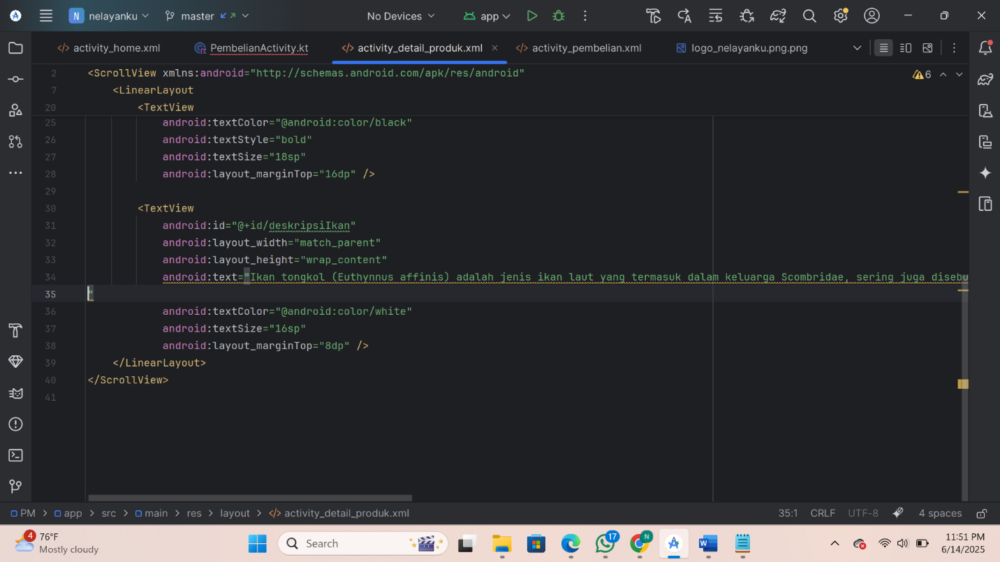 N nelayanku master No Devices app
activity_home.xml PembelianActivity.kt activity_detail_produk.xml activity_pembelian.xml logo_nelayanku.png.png
2 <ScrollView xmlns:android="http://schemas.android.com/apk/res/android" 6
7 <LinearLayout
20 <TextView
25 android:textColor="@android:color/black"
26 android:textStyle="bold"
27 android:textSize="18sp"
28 android:layout_marginTop="16dp" />
29
30 <TextView
31 android:id="@+id/deskripsiIkan"
32 android:layout_width="match_parent"
33 android:layout_height="wrap_content"
34 android:text="Ikan tongkol (Euthynnus affinis) adalah jenis ikan laut yang termasuk dalam keluarga Scombridae, sering juga disebu
35 "
36 android:textColor="@android:color/white"
37 android:textSize="16sp"
38 android:layout_marginTop="8dp" />
39 </LinearLayout>
40 </ScrollView>
41
PM > app > src > main > res > layout > activity_detail_produk.xml 35:1 CRLF UTF-8 4 spaces
4 76°F
Mostly cloudy
Search
17
N
W
11:51 PM
6/14/2025